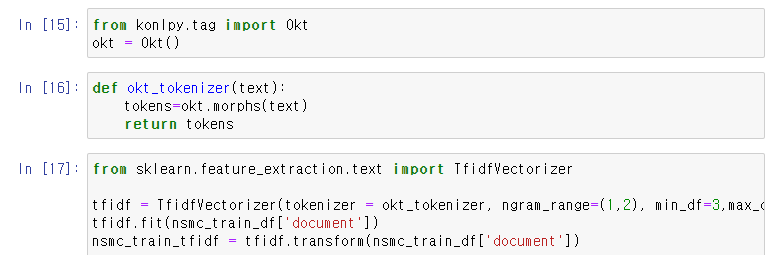 In [15]: from konlpy.tag import Okt
okt = Okt()
In [16]: def okt_tokenizer(text):
tokens=okt.morphs(text)
return tokens
In [17]: from sklearn.feature_extraction.text import TfidfVectorizer
tfidf = TfidfVectorizer(tokenizer = okt_tokenizer, ngram_range=(1,2), min_df=3,
tfidf.fit(nsmc_train_df['document'])
nsmc_train_tfidf = tfidf.transform(nsmc_train_df['document'])